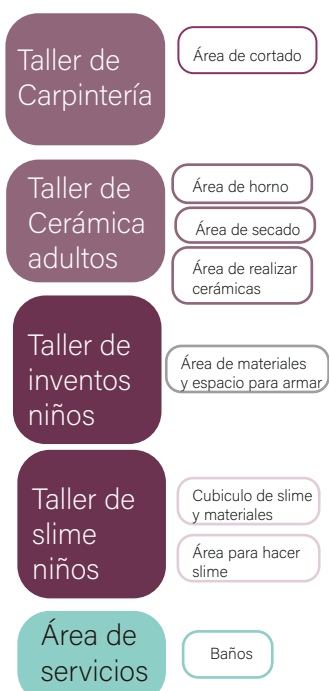 Taller de
Carpintería
Área de cortado
Taller de
Cerámica
adultos
Área de horno
Área de secado
Área de realizar
cerámicas
Taller de
inventos
niños
Área de materiales
y espacio para armar
Taller de
slime
niños
Cubiculo de slime
y materiales
Área para hacer
slime
Área de
servicios
Baños